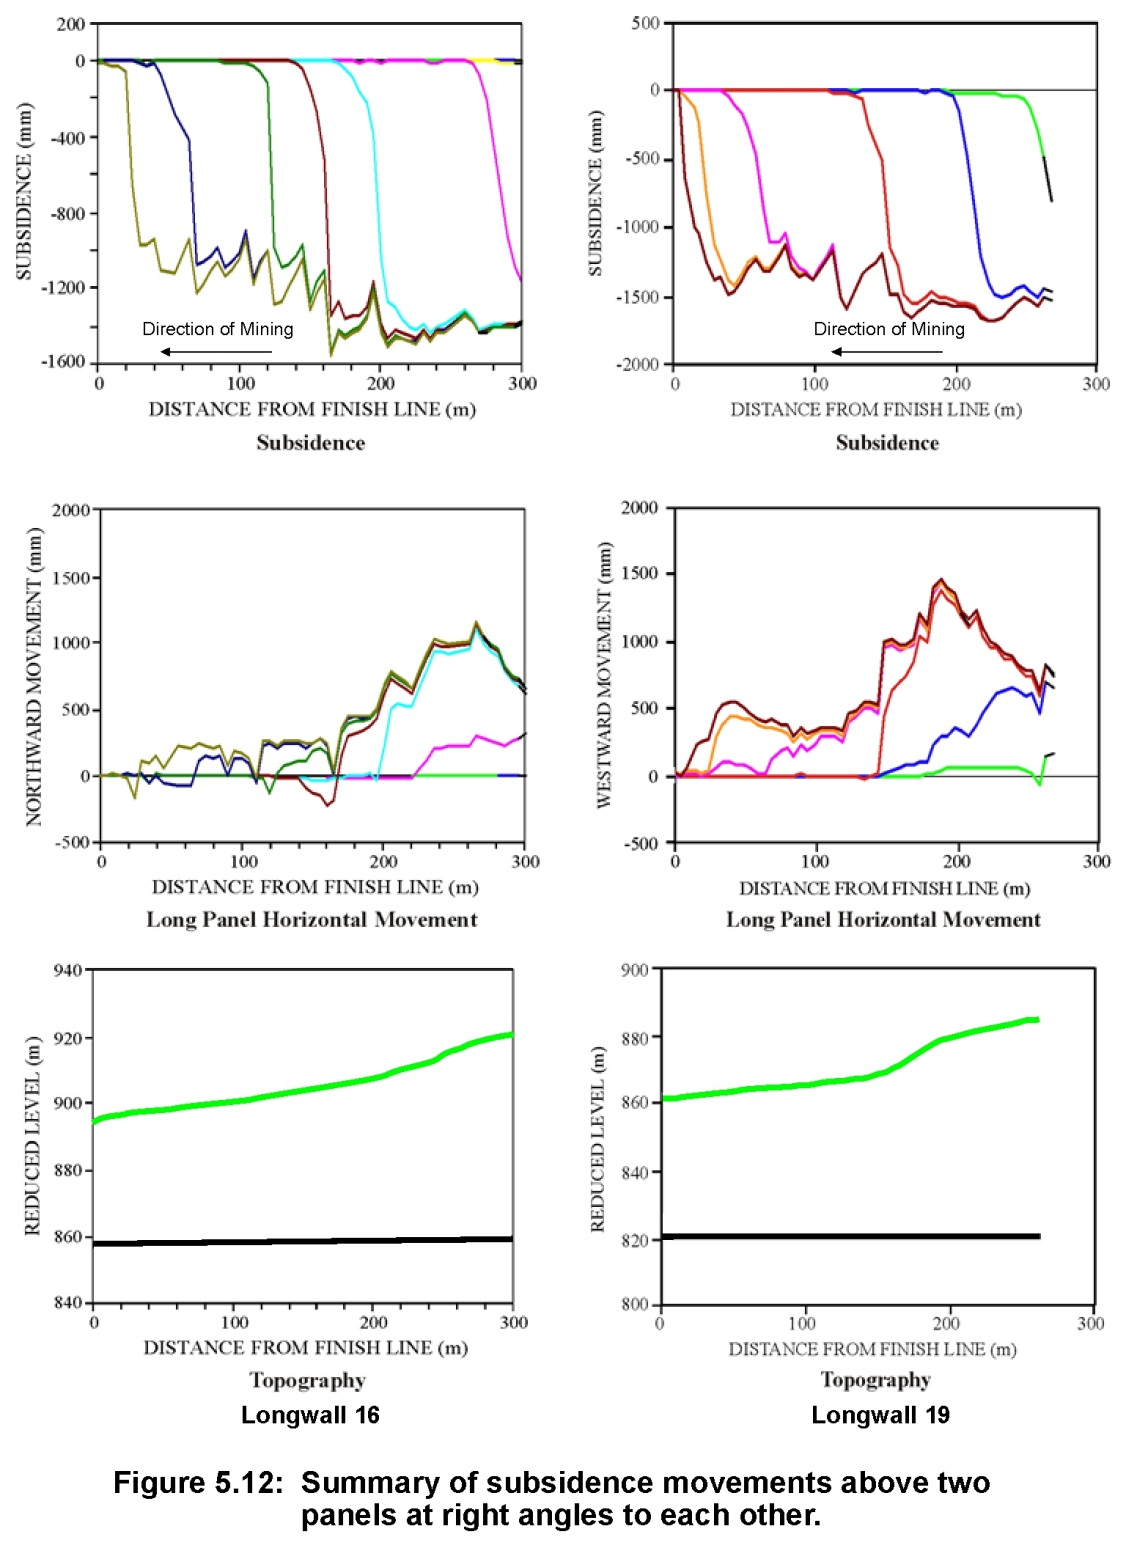 200
0
-400
-800
-1200
-1600
SUBSIDENCE (mm)
Direction of Mining
0 100 200 300
DISTANCE FROM FINISH LINE (m)
Subsidence
500
0
-500
-1000
-1500
-2000
SUBSIDENCE (mm)
Direction of Mining
0 100 200 300
DISTANCE FROM FINISH LINE (m)
Subsidence
2000
1500
1000
500
0
-500
NORTHWARD MOVEMENT (mm)
0 100 200 300
DISTANCE FROM FINISH LINE (m)
Long Panel Horizontal Movement
2000
1500
1000
500
0
-500
WESTWARD MOVEMENT (mm)
0 100 200 300
DISTANCE FROM FINISH LINE (m)
Long Panel Horizontal Movement
940
920
900
880
860
840
REDUCED LEVEL (m)
0 100 200 300
DISTANCE FROM FINISH LINE (m)
Topography
Longwall 16
900
880
860
840
820
800
REDUCED LEVEL (m)
0 100 200 300
DISTANCE FROM FINISH LINE (m)
Topography
Longwall 19
Figure 5.12: Summary of subsidence movements above two
panels at right angles to each other.